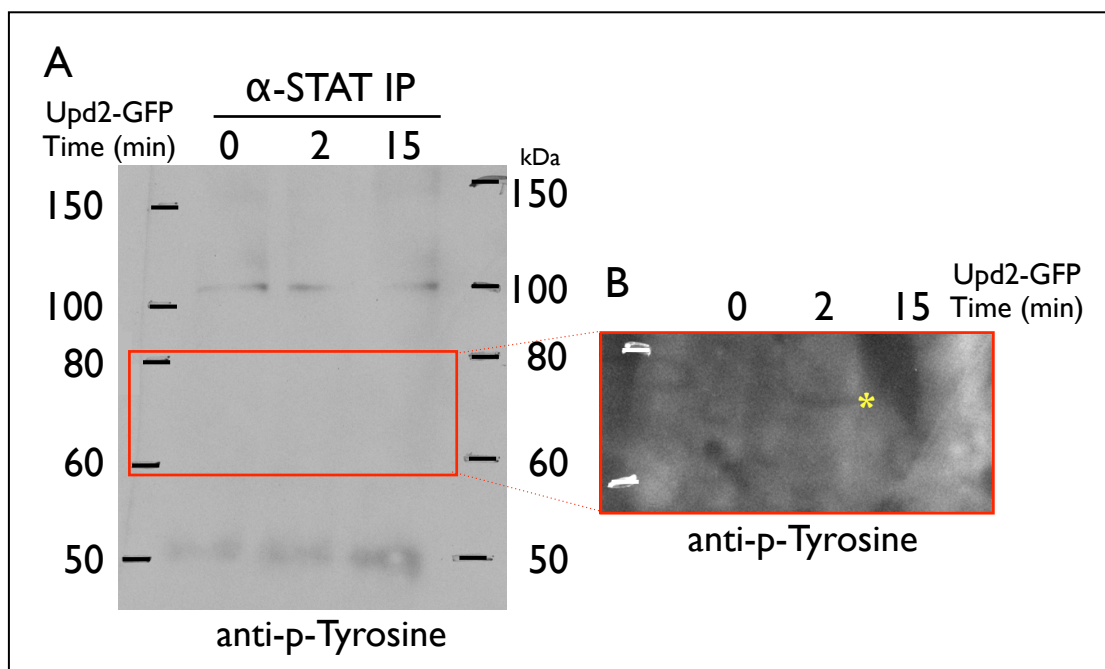 A
α-STAT IP
Upd2-GFP
Time (min) 0 2 15
kDa
150 150
100 100
80 80
60 60
50 50
anti-p-Tyrosine
B
Upd2-GFP
0 2 15 Time (min)
*
anti-p-Tyrosine